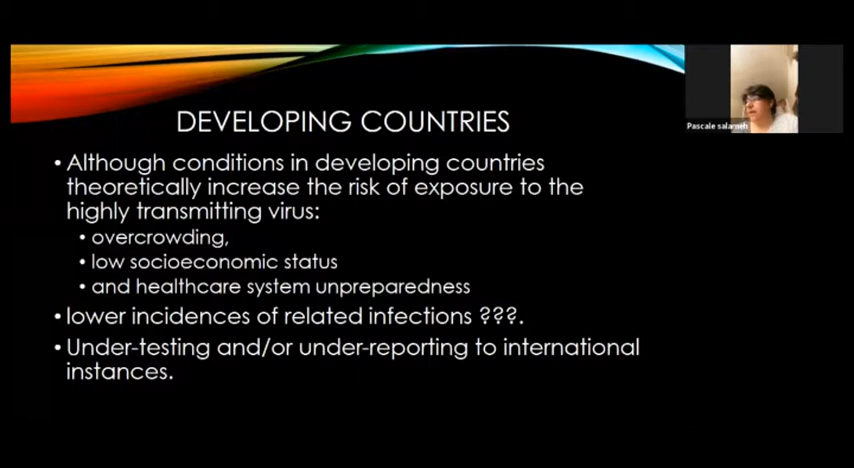 DEVELOPING COUNTRIES
Pascale salameh
• Although conditions in developing countries
theoretically increase the risk of exposure to the
highly transmitting virus:
• overcrowding,
• low socioeconomic status
• and healthcare system unpreparedness
• lower incidences of related infections ???.
• Under-testing and/or under-reporting to international
instances.